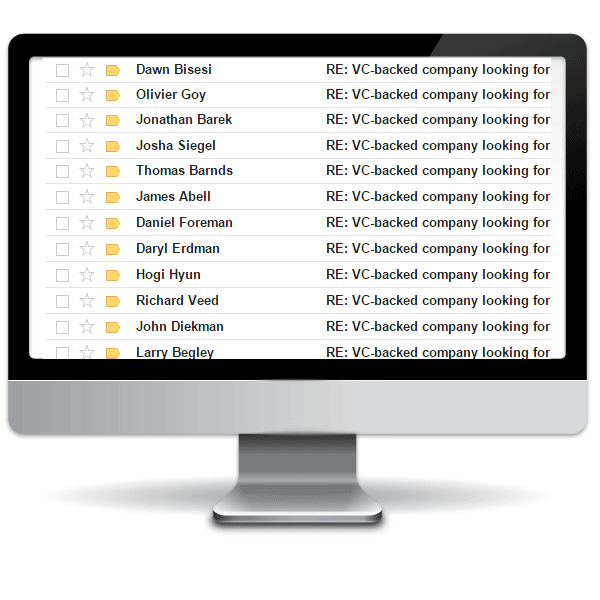 Dawn Bisesi RE: VC-backed company looking for
Olivier Goy RE: VC-backed company looking for
Jonathan Barek RE: VC-backed company looking for
Josha Siegel RE: VC-backed company looking for
Thomas Barnds RE: VC-backed company looking for
James Abell RE: VC-backed company looking for
Daniel Foreman RE: VC-backed company looking for
Daryl Erdman RE: VC-backed company looking for
Hogi Hyun RE: VC-backed company looking for
Richard Veed RE: VC-backed company looking for
John Diekman RE: VC-backed company looking for
Larry Begley RE: VC-backed company looking for